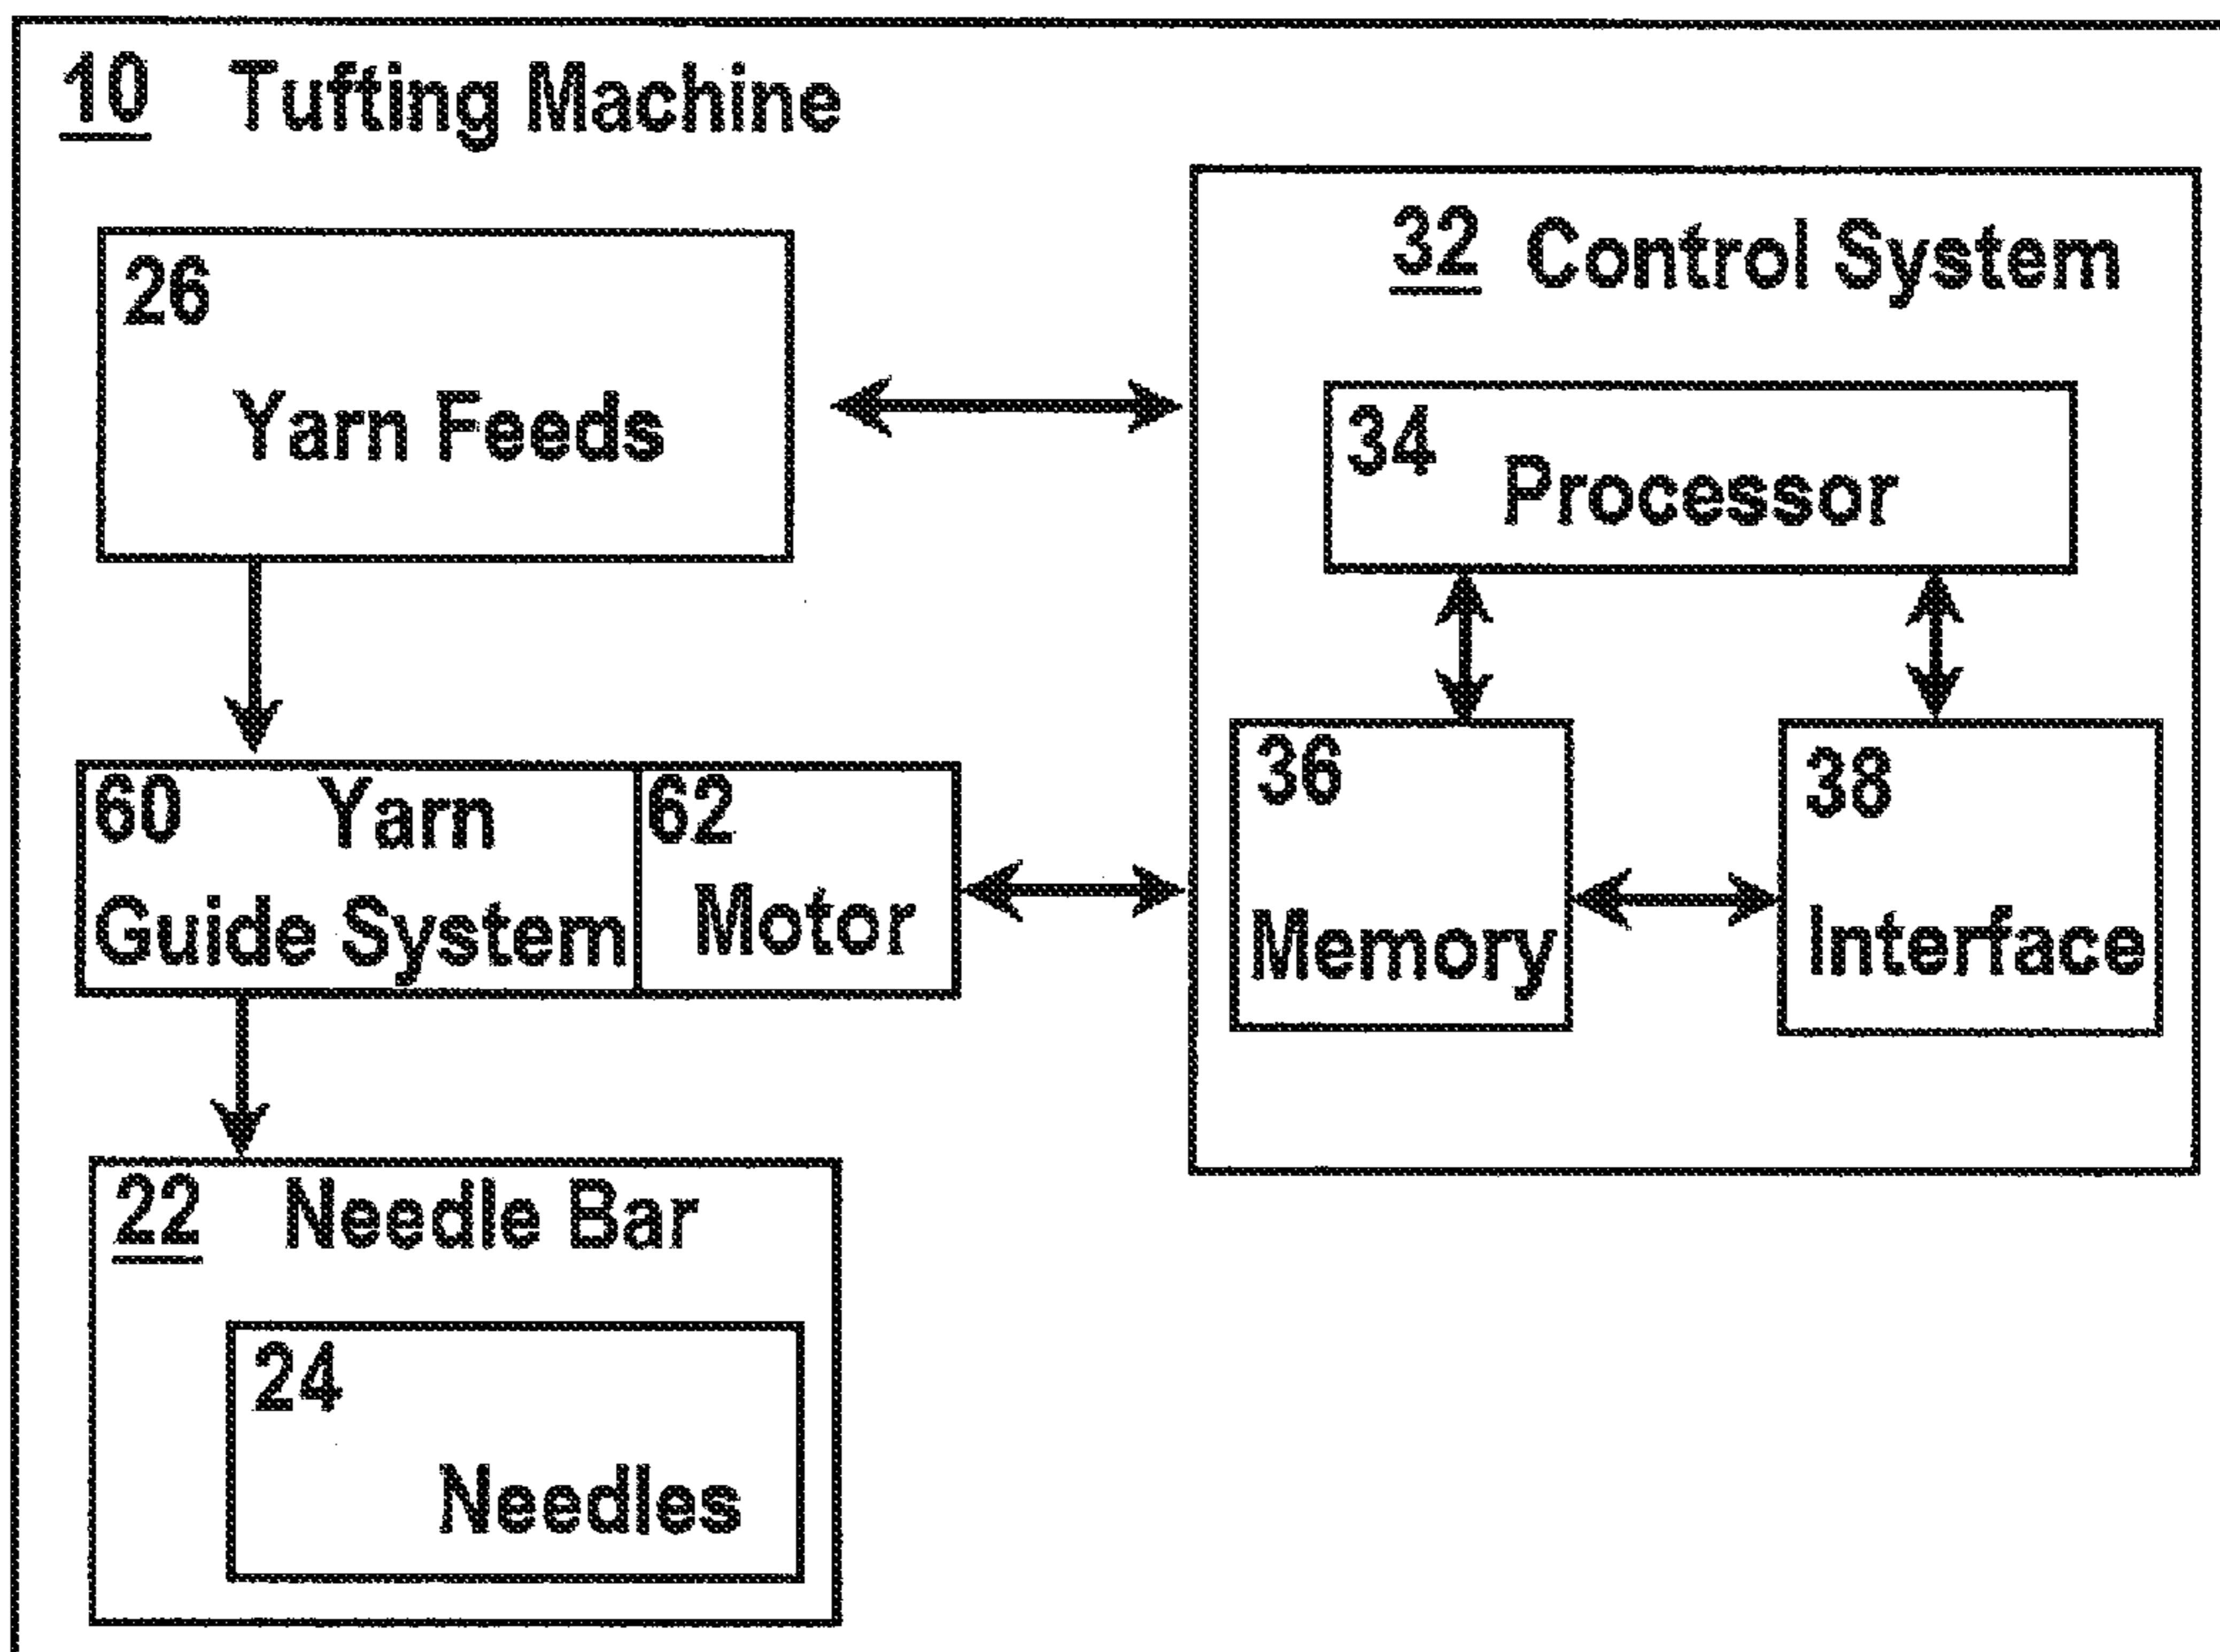 10 Tufting Machine
26
Yarn Feeds
32 Control System
34
Processor
60 Yarn
Guide System
62
Motor
36
Memory
38
Interface
22 Needle Bar
24
Needles